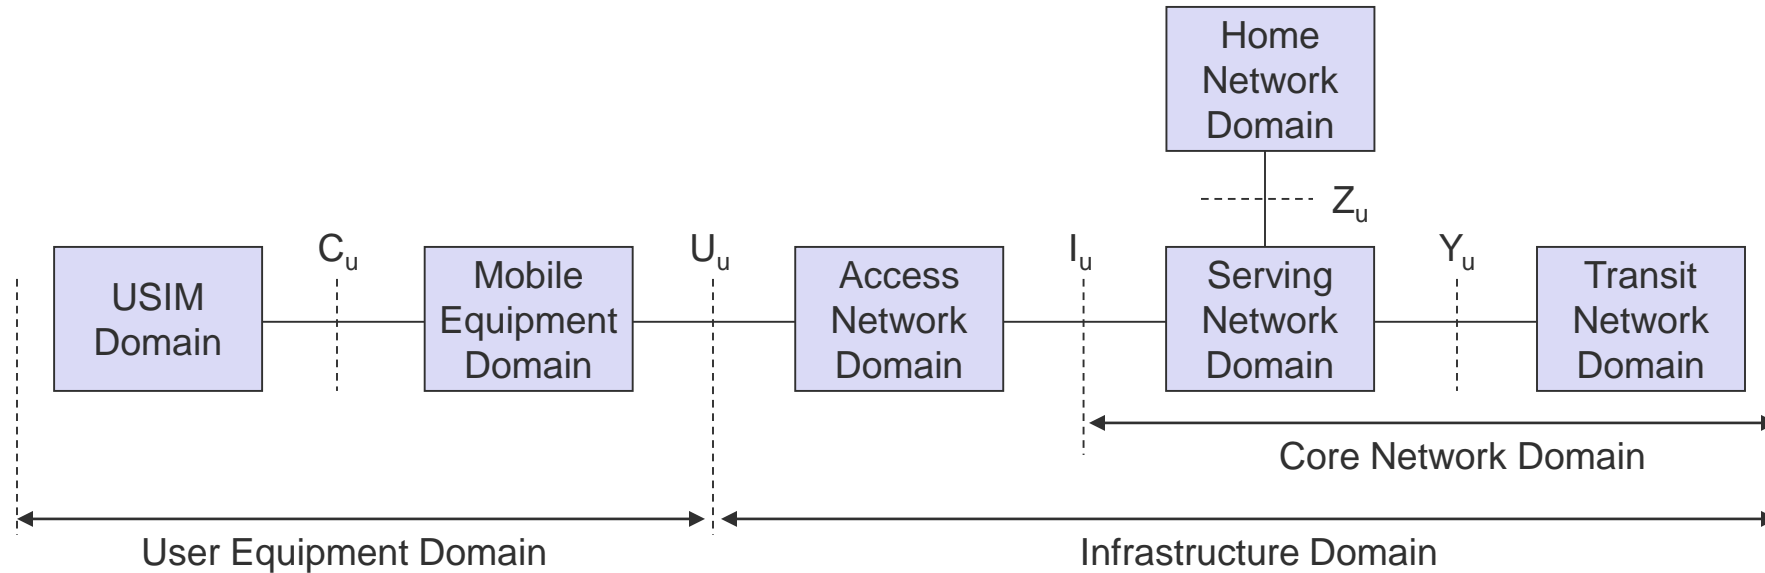 Home
Network
Domain
Zu
Cu
Uu
Iu
Yu
USIM
Domain
Mobile
Equipment
Domain
Access
Network
Domain
Serving
Network
Domain
Transit
Network
Domain
Core Network Domain
User Equipment Domain
Infrastructure Domain